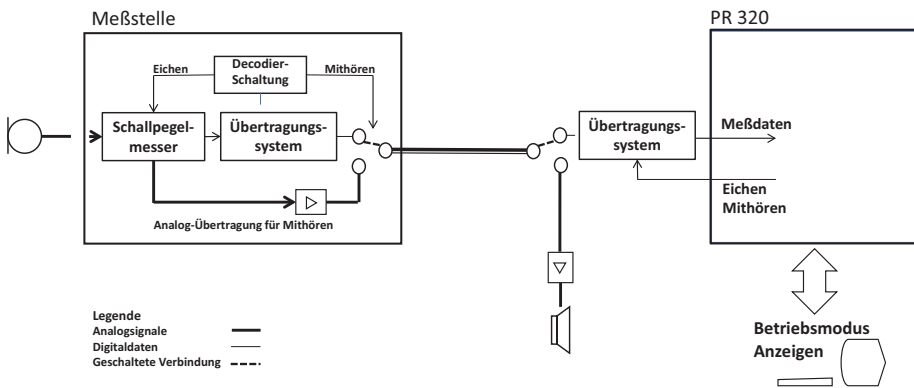 Meßstelle
PR 320
Decodier-
Schaltung
Eichen
Mithören
Schallpegel-
messer
Übertragungs-
system
Übertragungs-
system
Meßdaten
Eichen
Mithören
Analog-Übertragung für Mithören
Legende
Analogsignale
Digitaldaten
Geschaltete Verbindung
Betriebsmodus
Anzeigen